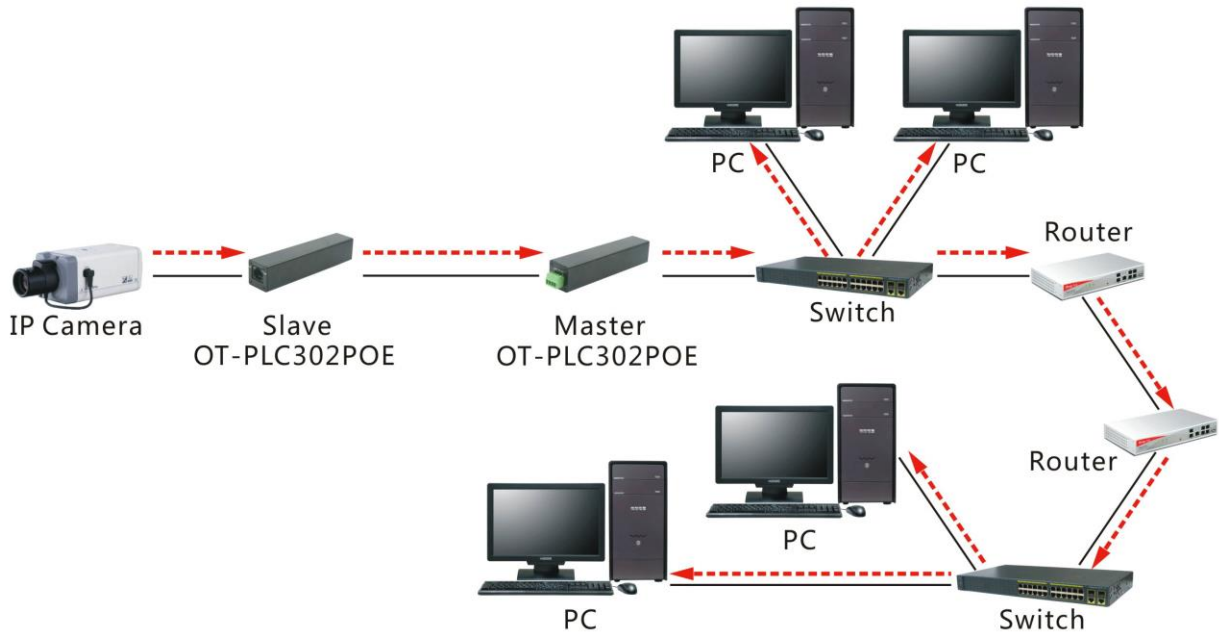 PC
PC
Router
IP Camera
Slave
OT-PLC302POE
Master
OT-PLC302POE
Switch
Router
PC
PC
Switch